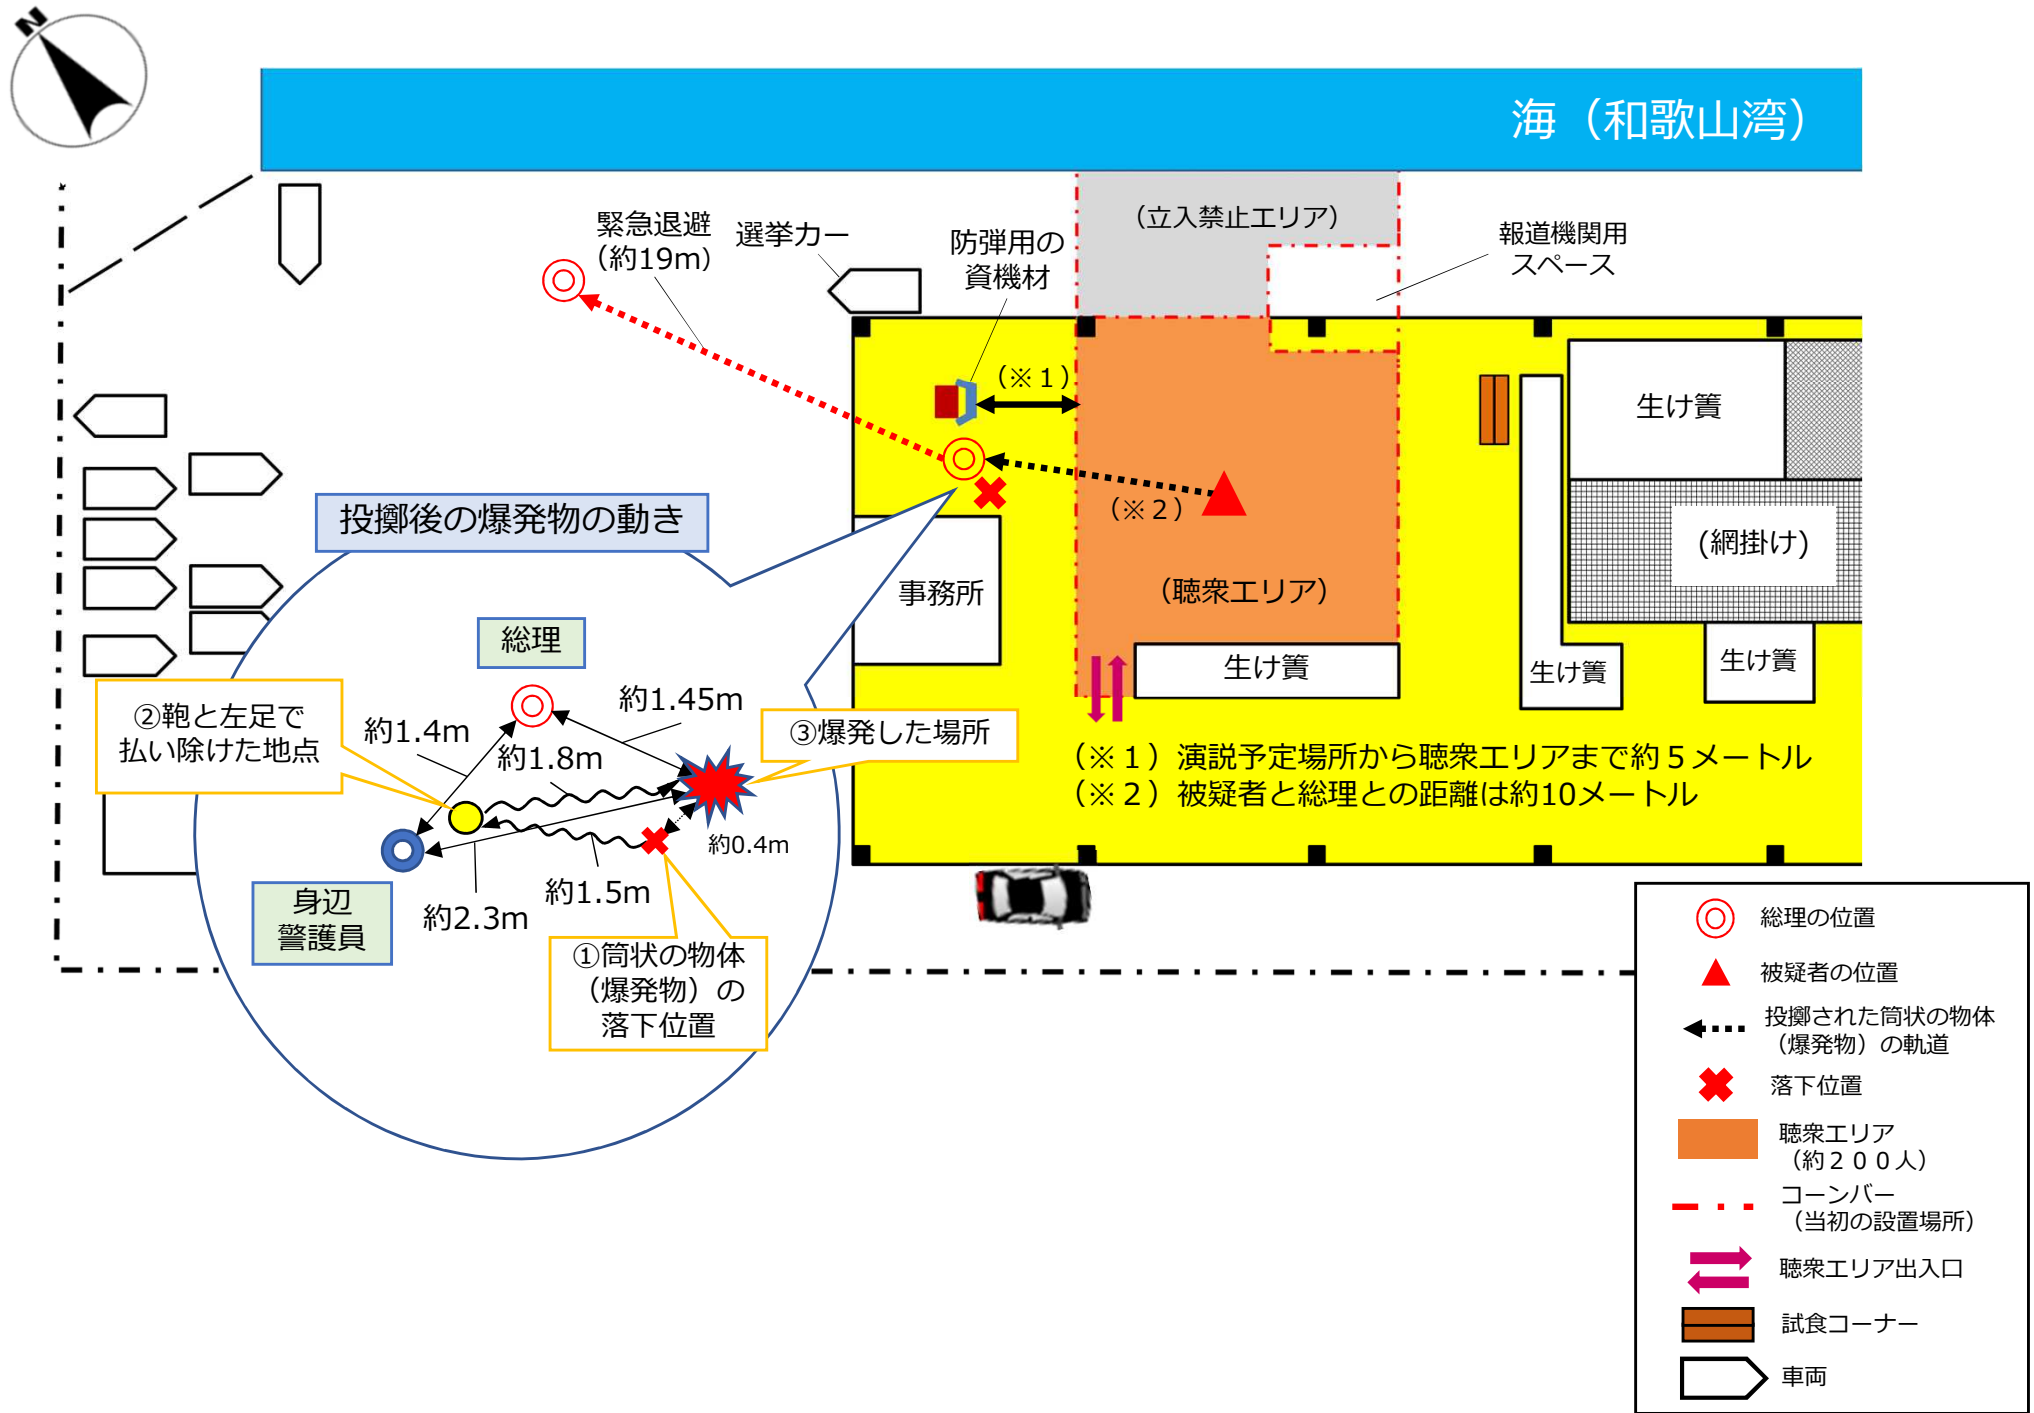 N
海（和歌山湾）
緊急退避
（約19m）
選挙カー
防弾用の
資機材
（立入禁止エリア）
報道機関用
スペース
（※１）
（※２）
生け簀
(網掛け)
投擲後の爆発物の動き
事務所
（聴衆エリア）
生け簀
生け簀
生け簀
総理
②鞄と左足で
払い除けた地点
約1.4m
約1.45m
約1.8m
③爆発した場所
約0.4m
約1.5m
約2.3m
身辺
警護員
①筒状の物体
（爆発物）の
落下位置
（※１）演説予定場所から聴衆エリアまで約５メートル
（※２）被疑者と総理との距離は約10メートル
総理の位置
被疑者の位置
投擲された筒状の物体
（爆発物）の軌道
落下位置
聴衆エリア
（約２００人）
コーンバー
（当初の設置場所）
聴衆エリア出入口
試食コーナー
車両